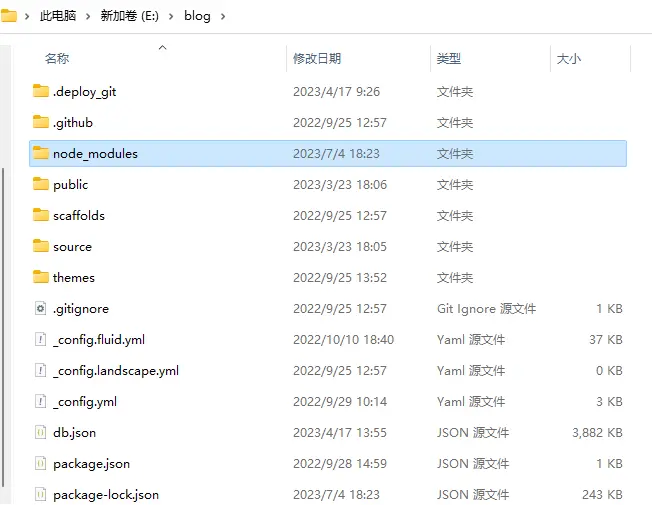 此电脑 > 新加卷 (E:) > blog >
名称 修改日期 类型 大小
.deploy_git 2023/4/17 9:26 文件夹
.github 2022/9/25 12:57 文件夹
node_modules 2023/7/4 18:23 文件夹
public 2023/3/23 18:06 文件夹
scaffolds 2022/9/25 12:57 文件夹
source 2023/3/23 18:05 文件夹
themes 2022/9/25 13:52 文件夹
.gitignore 2022/9/25 12:57 Git Ignore 源文件 1 KB
_config.fluid.yml 2022/10/10 18:40 Yaml 源文件 37 KB
_config.landscape.yml 2022/9/25 12:57 Yaml 源文件 0 KB
_config.yml 2022/9/29 10:14 Yaml 源文件 3 KB
db.json 2023/4/17 13:55 JSON 源文件 3,882 KB
package.json 2022/9/28 14:59 JSON 源文件 1 KB
package-lock.json 2023/7/4 18:23 JSON 源文件 243 KB